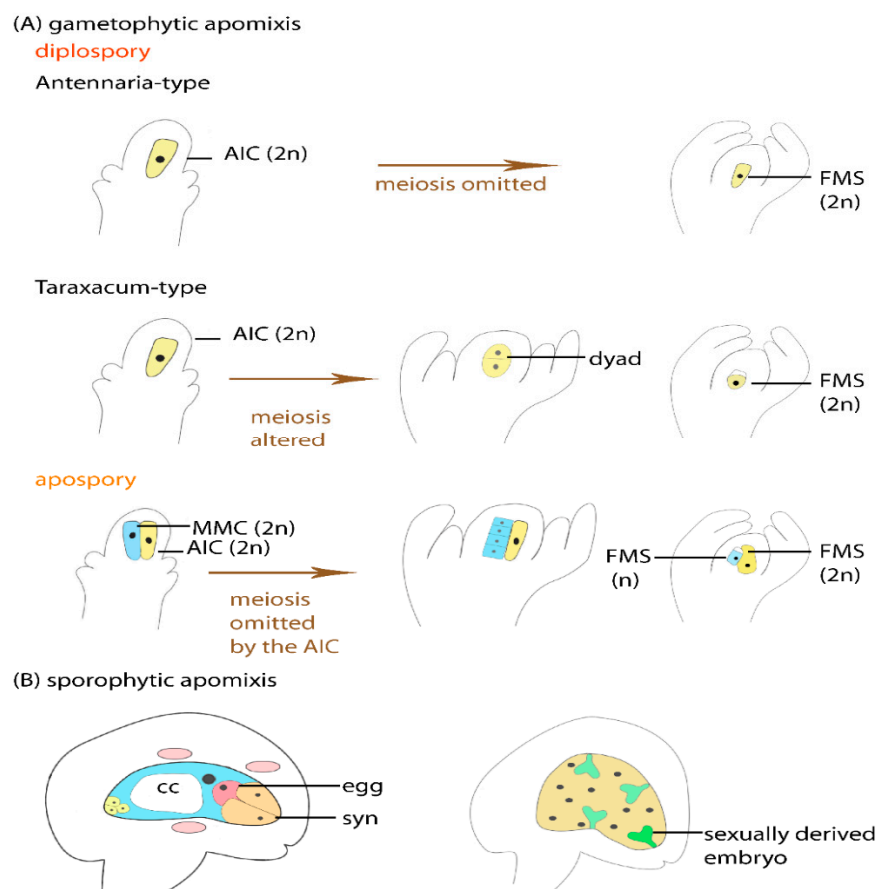 (A) gametophytic apomixis
diplospory
Antennaria-type
AIC (2n)
meiosis omitted
FMS
(2n)
Taraxacum-type
AIC (2n)
meiosis
altered
dyad
FMS
(2n)
apospory
MMC (2n)
AIC (2n)
meiosis
omitted
by the AIC
FMS
(n)
FMS
(2n)
(B) sporophytic apomixis
cc
egg
syn
sexually derived
embryo